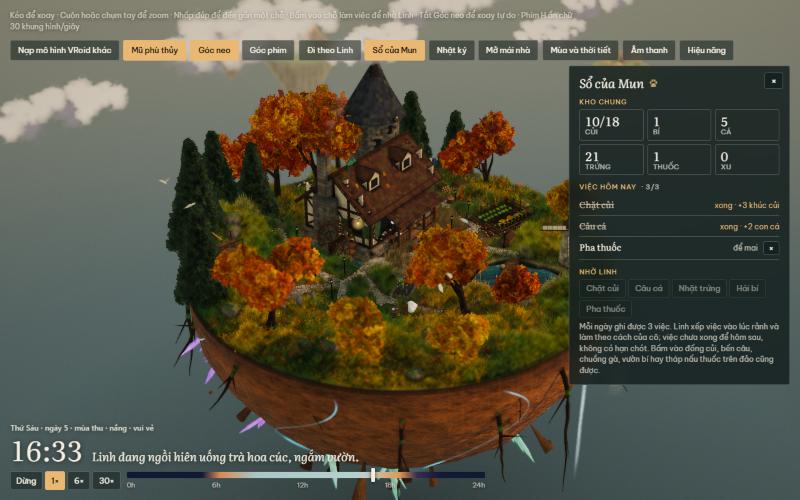 Kéo để xoay · Cuộn hoặc chụm tay để zoom · Nhấp đúp để đến gần một chỗ · Bấm vào chỗ làm việc để nhờ Linh · Tắt Góc neo để xoay tự do · Phím H ẩn chữ
30 khung hình/giây
Nạp mô hình VRoid khác
Mũ phù thủy
Góc neo
Góc phim
Đi theo Linh
Sổ của Mun
Nhật ký
Mở mái nhà
Mùa và thời tiết
Âm thanh
Hiệu năng
Sổ của Mun
×
KHO CHUNG
10/18
CỦI
1
BÍ
5
CÁ
21
TRỨNG
1
THUỐC
0
XU
VIỆC HÔM NAY · 3/3
Chặt củi
xong · +3 khúc củi
Câu cá
xong · +2 con cá
Pha thuốc
để mai
×
NHỜ LINH
Chặt củi
Câu cá
Nhặt trứng
Hái bí
Pha thuốc
Mỗi ngày ghi được 3 việc. Linh xếp việc vào lúc rảnh và
làm theo cách của cô; việc chưa xong để hôm sau,
không có hạn chót. Bấm vào đống củi, bến câu,
chuồng gà, vườn bí hay tháp nấu thuốc trên đảo cũng
được.
Thứ Sáu · ngày 5 · mùa thu · nắng · vui vẻ
16:33
Linh đang ngồi hiên uống trà hoa cúc, ngắm vườn.
Dừng
1×
6×
30×
0h
6h
12h
18h
24h